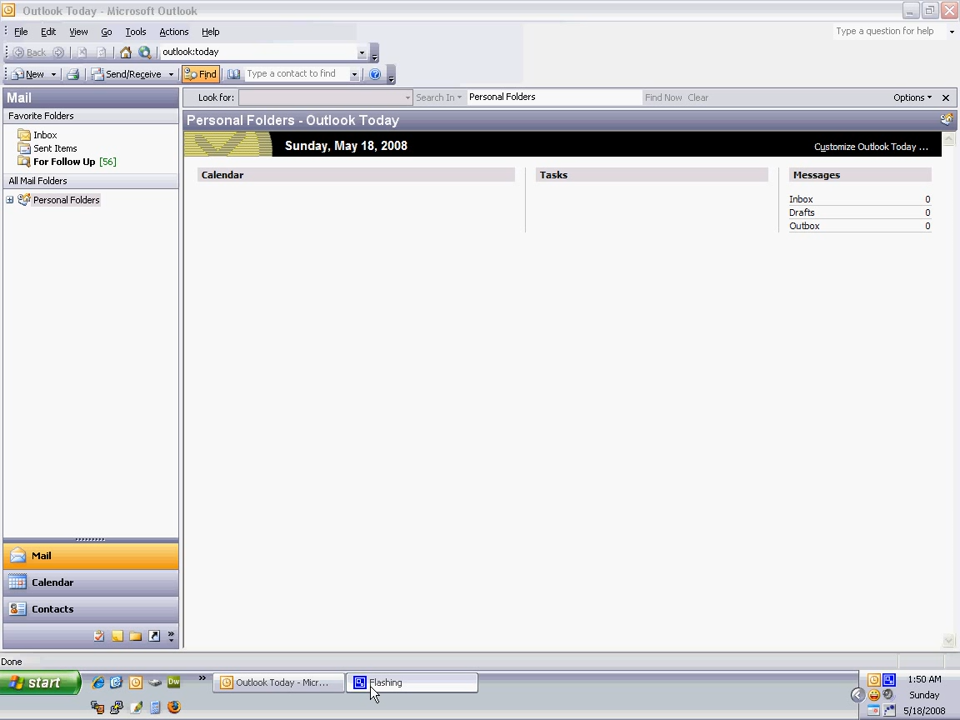 Outlook Today - Microsoft Outlook
File Edit View Go Tools Actions Help
Type a question for help
Back outlook:today
New Send/Receive Find Type a contact to find
Mail
Look for: Search In Personal Folders Find Now Clear Options
Favorite Folders
Personal Folders - Outlook Today
Inbox
Sent Items
For Follow Up [56]
Sunday, May 18, 2008
Customize Outlook Today ...
All Mail Folders
Personal Folders
Calendar
Tasks
Messages
Inbox 0
Drafts 0
Outbox 0
Mail
Calendar
Contacts
Done
start
Outlook Today - Micr...
Flashing
1:50 AM
Sunday
5/18/2008